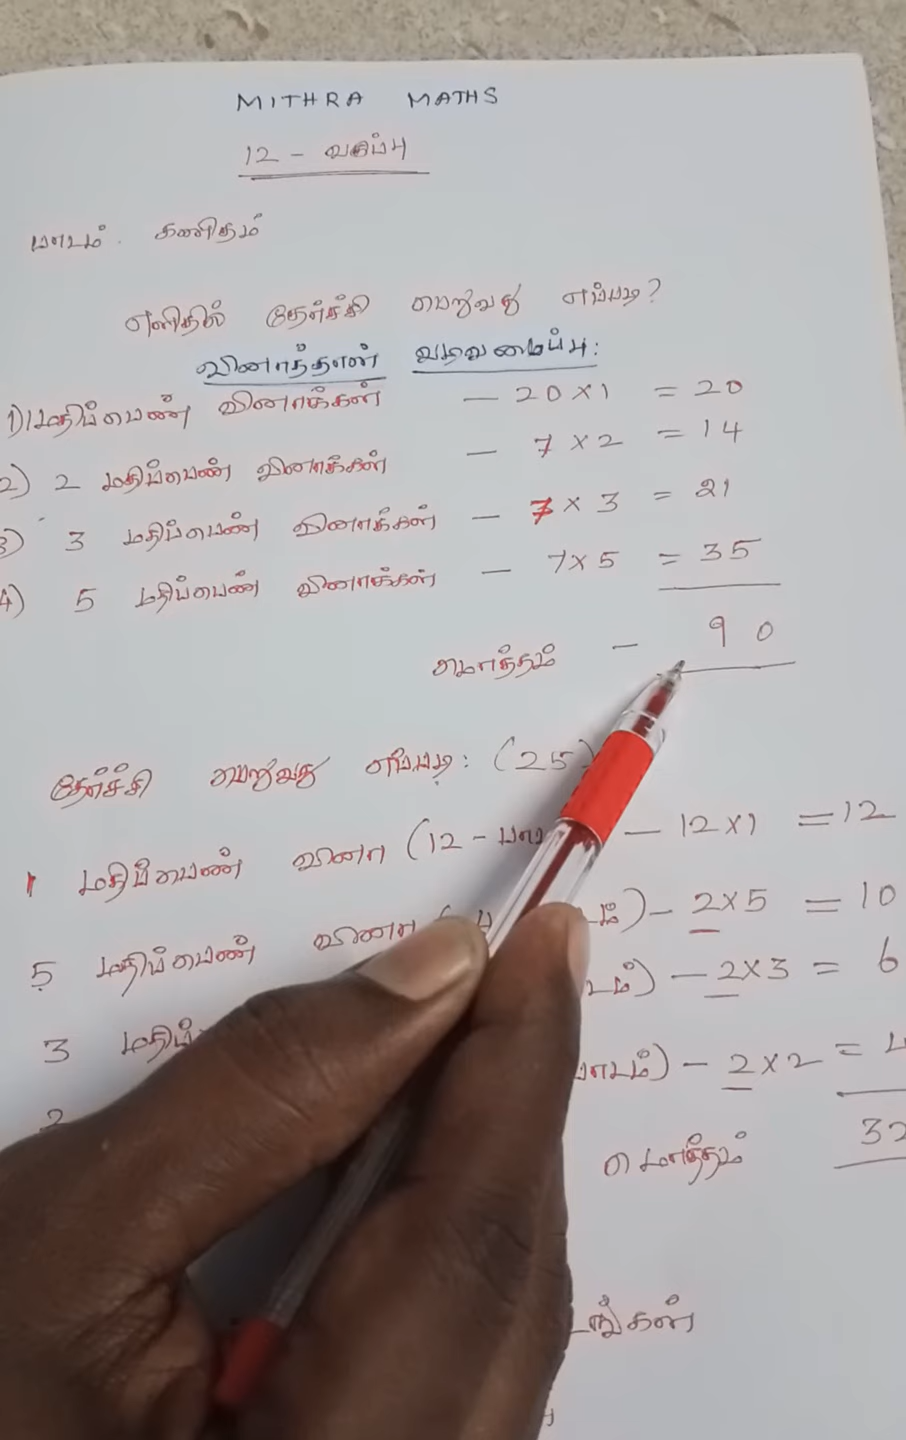 MITHRA MATHS
12 - வகுப்பு
பாடம். கணிதம்
எளிதில் தேர்ச்சி பெறுவது எப்படி?
வினாத்தாள் வடிவமைப்பு:
1) 1 மதிப்பெண் வினாக்கள் - 20 × 1 = 20
2) 2 மதிப்பெண் வினாக்கள் - 7 × 2 = 14
3) 3 மதிப்பெண் வினாக்கள் - 7 × 3 = 21
4) 5 மதிப்பெண் வினாக்கள் - 7 × 5 = 35
மொத்தம் - 90
தேர்ச்சி பெறுவது எப்படி: (25)
1 மதிப்பெண் வினா (12 - - 12 × 1 = 12
5 மதிப்பெண் வினா ( - 2 × 5 = 10
3 - 2 × 3 = 6
2 - 2 × 2 = 4
மொத்தம் 32